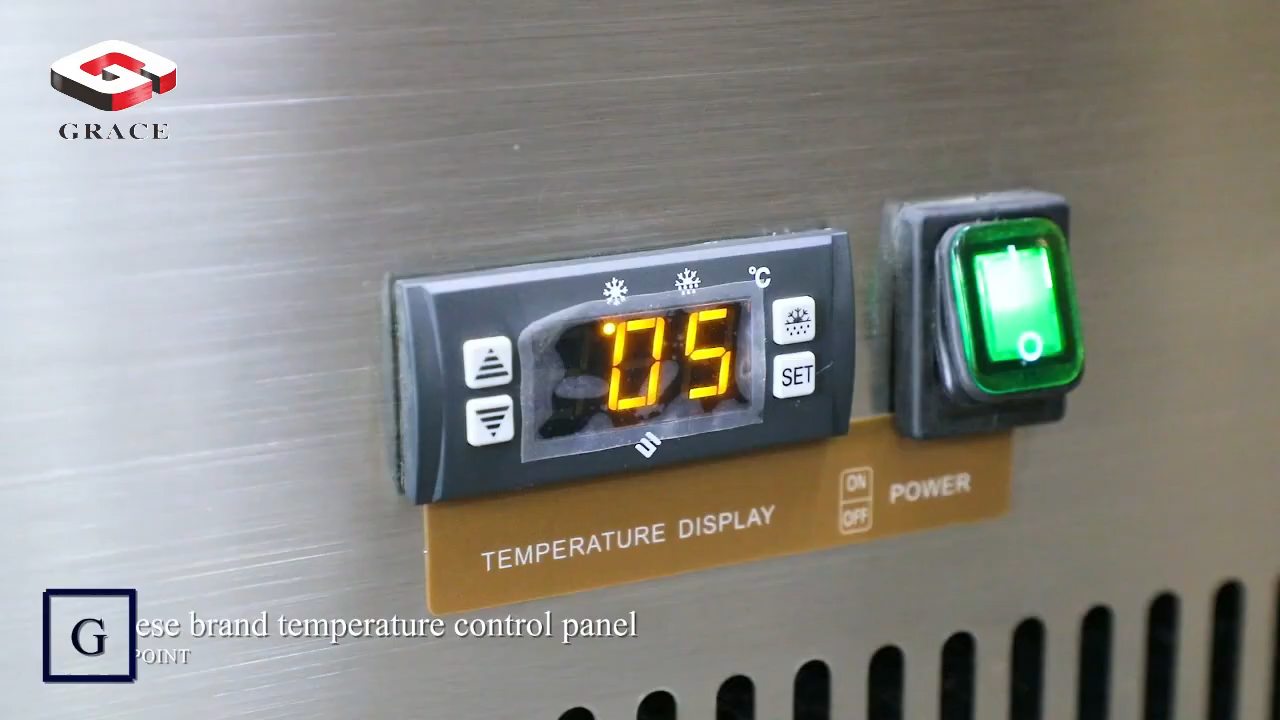 GRACE
°C
05
SET
TEMPERATURE DISPLAY
ON
OFF
POWER
G
ese brand temperature control panel
POINT